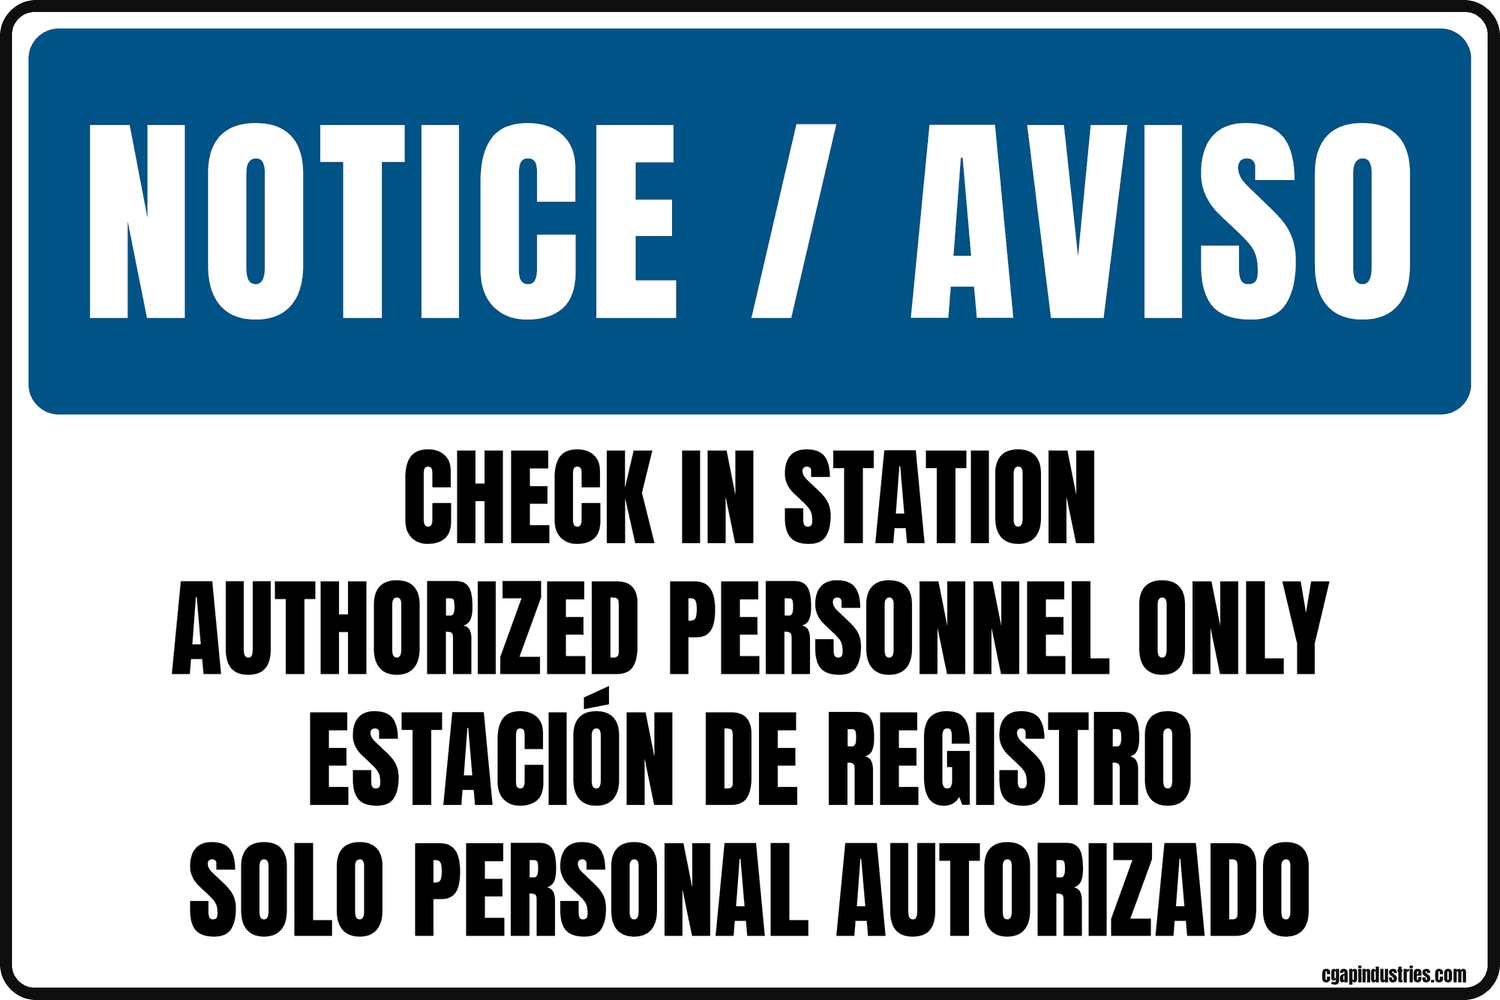 NOTICE / AVISO
CHECK IN STATION
AUTHORIZED PERSONNEL ONLY
ESTACIÓN DE REGISTRO
SOLO PERSONAL AUTORIZADO
cgapindustries.com